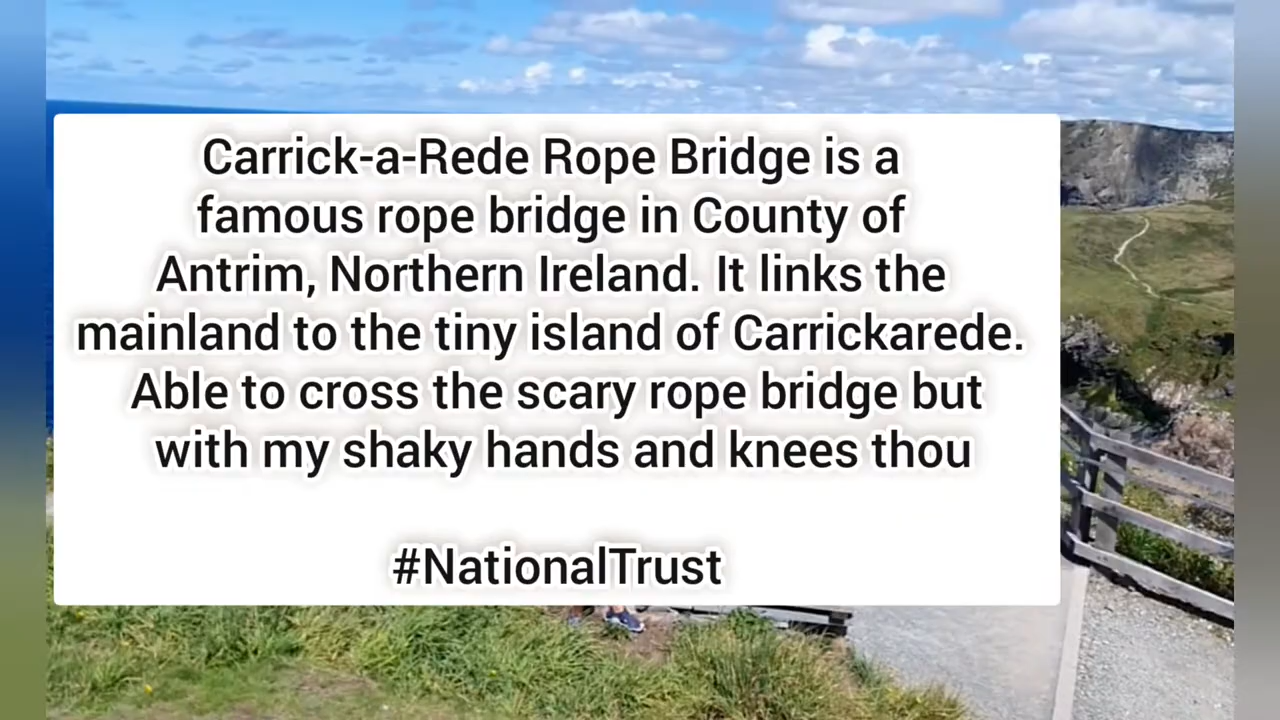 Carrick-a-Rede Rope Bridge is a
famous rope bridge in County of
Antrim, Northern Ireland. It links the
mainland to the tiny island of Carrickarede.
Able to cross the scary rope bridge but
with my shaky hands and knees thou
#NationalTrust